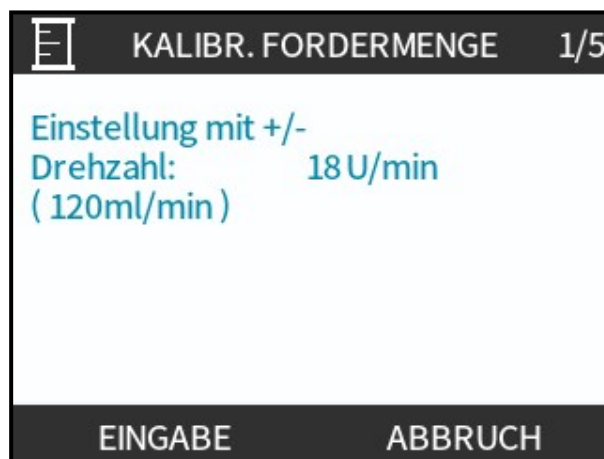 KALIBR. FORDERMENGE 1/5
Einstellung mit +/-
Drehzahl: 18 U/min
( 120ml/min )
EINGABE ABBRUCH